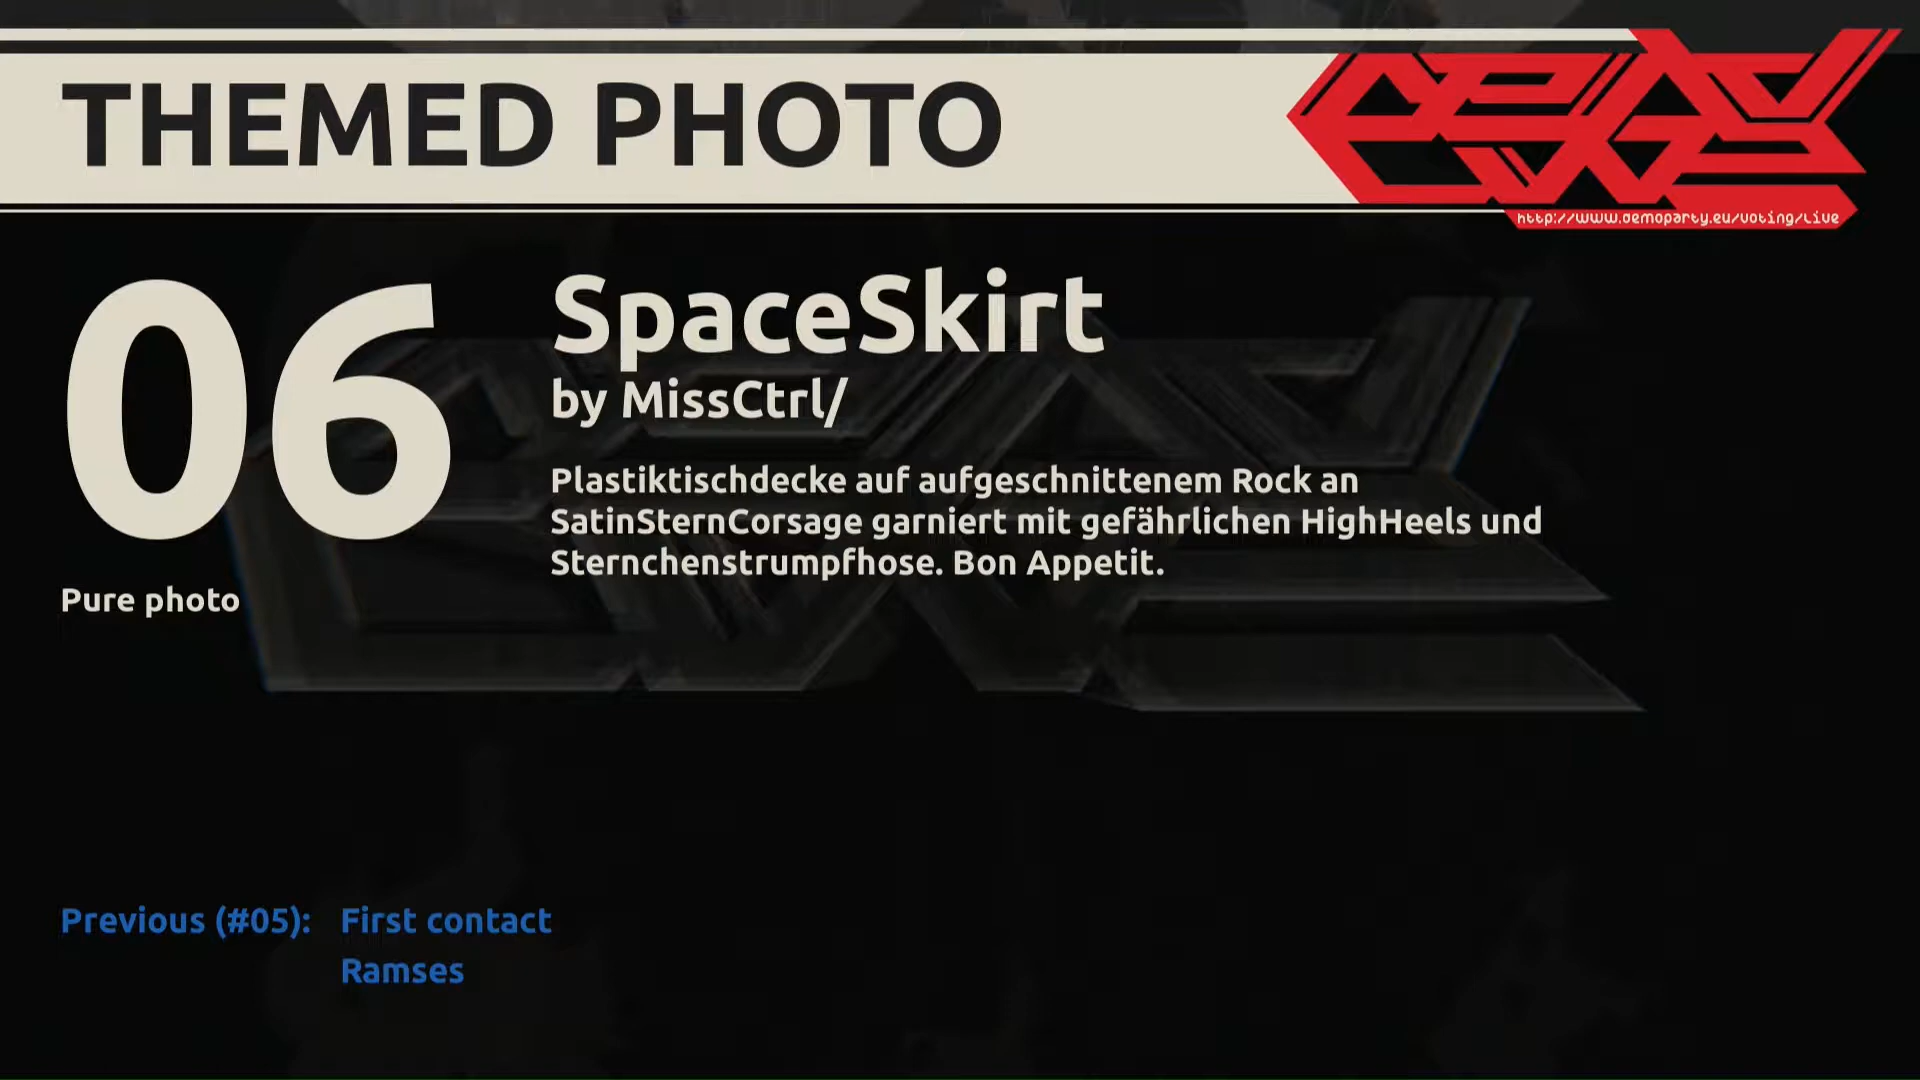 THEMED PHOTO
http://www.demoparty.eu/voting/live
06
SpaceSkirt
by MissCtrl/
Plastiktischdecke auf aufgeschnittenem Rock an
SatinSternCorsage garniert mit gefährlichen HighHeels und
Sternchenstrumpfhose. Bon Appetit.
Pure photo
Previous (#05): First contact
Ramses